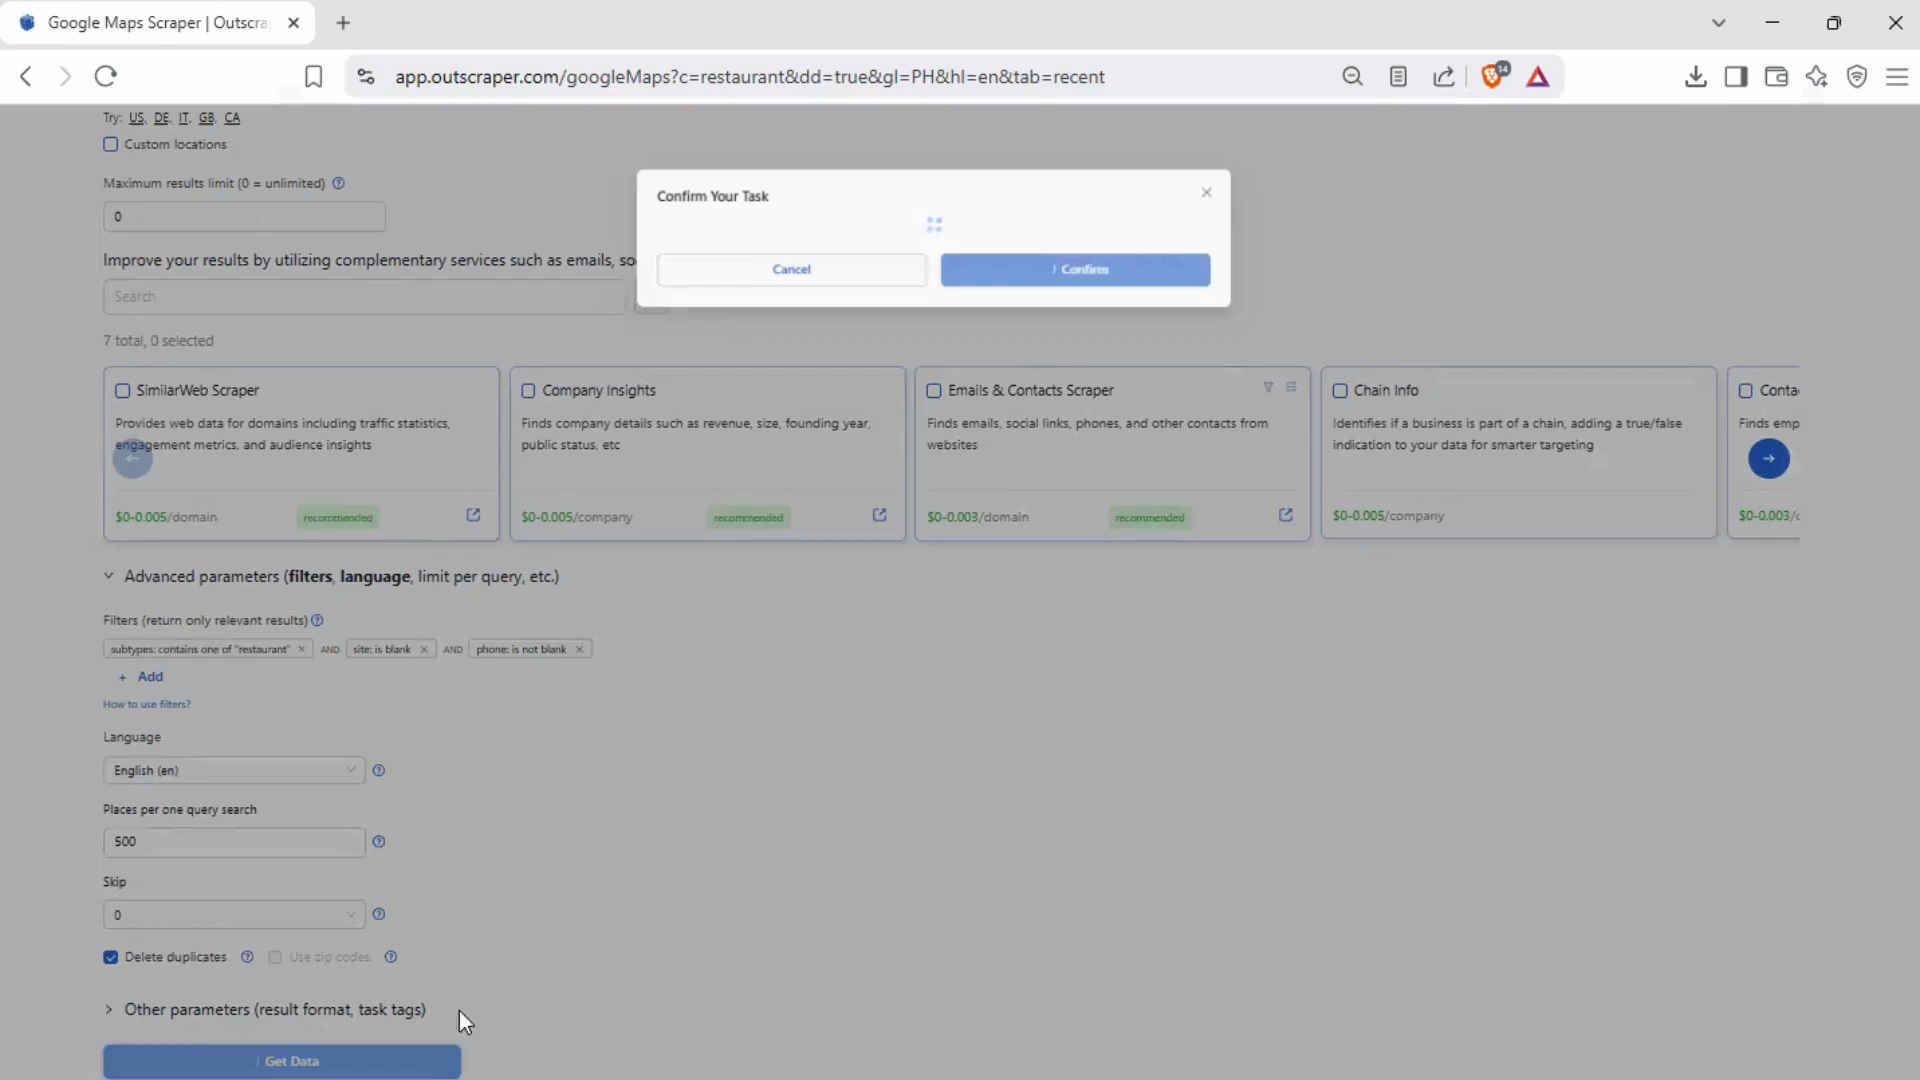 Google Maps Scraper | Outscra
app.outscraper.com/googleMaps?c=restaurant&dd=true&gl=PH&hl=en&tab=recent
14
Try: US, DE, IT, GB, CA
Custom locations
Maximum results limit (0 = unlimited)
0
Confirm Your Task
Cancel
Confirm
Improve your results by utilizing complementary services such as emails, so
Search
7 total, 0 selected
SimilarWeb Scraper
Provides web data for domains including traffic statistics,
engagement metrics, and audience insights
$0-0.005/domain
recommended
Company Insights
Finds company details such as revenue, size, founding year,
public status, etc
$0-0.005/company
recommended
Emails & Contacts Scraper
Finds emails, social links, phones, and other contacts from
websites
$0-0.003/domain
recommended
Chain Info
Identifies if a business is part of a chain, adding a true/false
indication to your data for smarter targeting
$0-0.005/company
Conta
Finds emp
$0-0.003/c
Advanced parameters (filters, language, limit per query, etc.)
Filters (return only relevant results)
subtypes: contains one of "restaurant" × AND site: is blank × AND phone: is not blank ×
+ Add
How to use filters?
Language
English (en)
Places per one query search
500
Skip
0
Delete duplicates
Use zip codes
Other parameters (result format, task tags)
Get Data